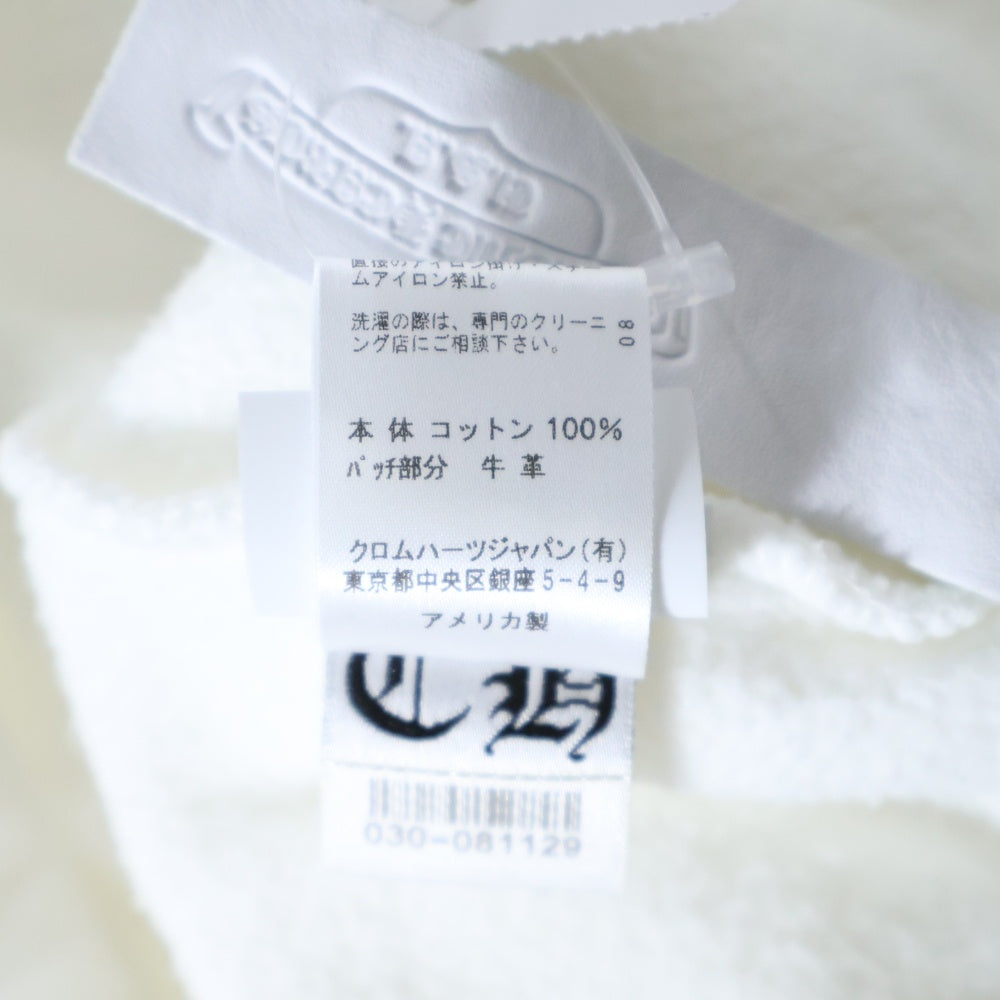 ムアイロン禁止。
洗濯の際は、専門のクリーニ
ング店にご相談下さい。
08
本体 コットン 100%
パッチ部分 牛革
クロムハーツジャパン(有)
東京都中央区銀座5-4-9
アメリカ製
CH
030-081129